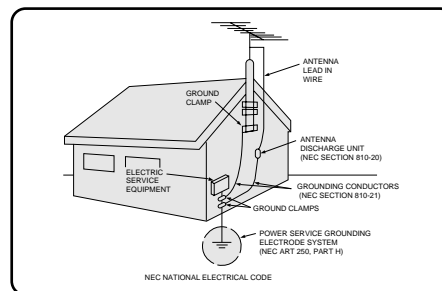 ANTENNA
LEAD IN
WIRE
GROUND
CLAMP
ANTENNA
DISCHARGE UNIT
(NEC SECTION 810-20)
ELECTRIC
SERVICE
EQUIPMENT
GROUNDING CONDUCTORS
(NEC SECTION 810-21)
GROUND CLAMPS
POWER SERVICE GROUNDING
ELECTRODE SYSTEM
(NEC ART 250, PART H)
NEC NATIONAL ELECTRICAL CODE